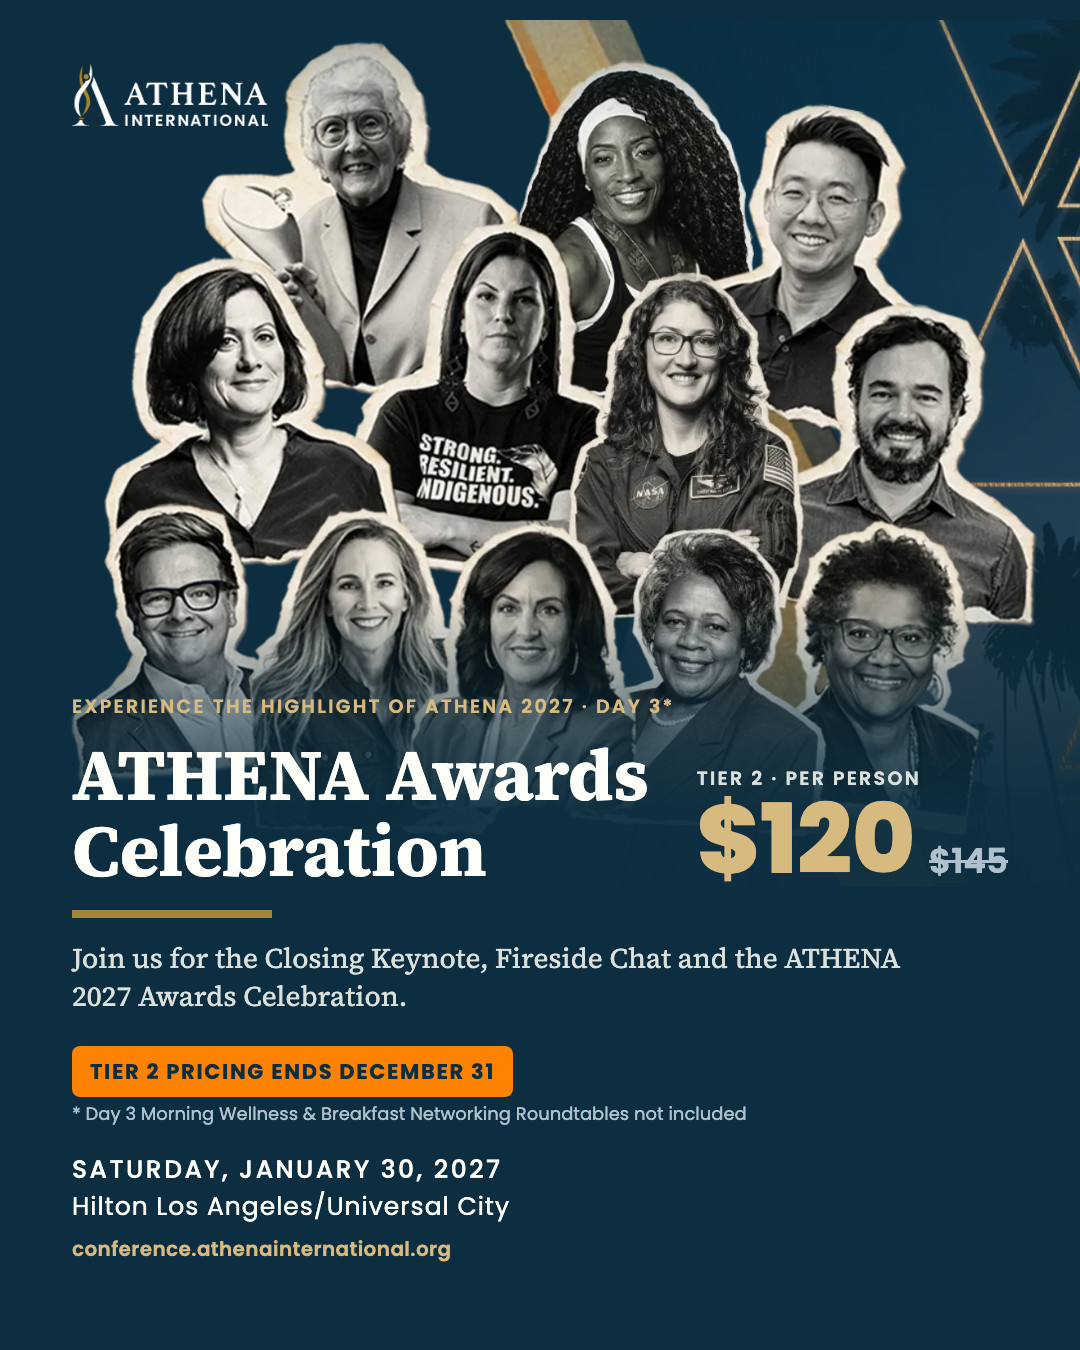 ATHENA
INTERNATIONAL
STRONG.
RESILIENT.
INDIGENOUS.
NASA
EXPERIENCE THE HIGHLIGHT OF ATHENA 2027 · DAY 3*
ATHENA Awards
Celebration
TIER 2 · PER PERSON
$120 $145
Join us for the Closing Keynote, Fireside Chat and the ATHENA
2027 Awards Celebration.
TIER 2 PRICING ENDS DECEMBER 31
* Day 3 Morning Wellness & Breakfast Networking Roundtables not included
SATURDAY, JANUARY 30, 2027
Hilton Los Angeles/Universal City
conference.athenainternational.org